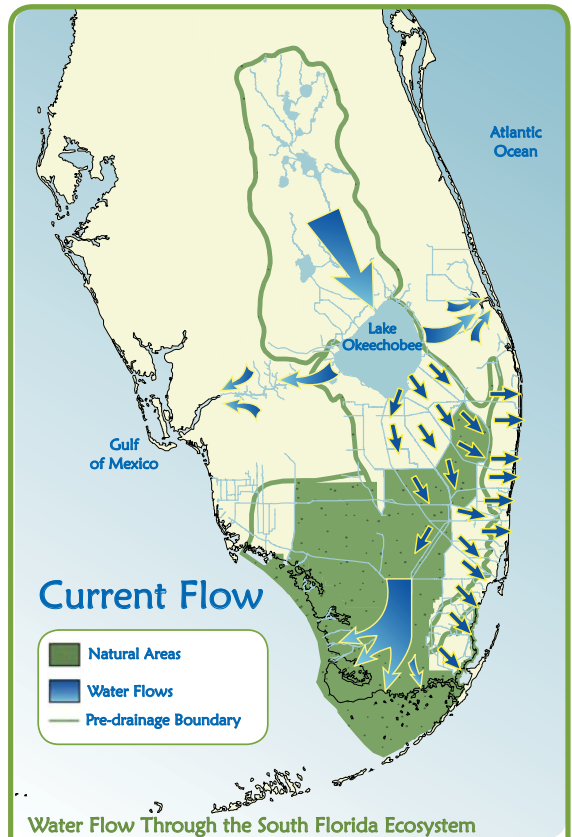 Atlantic
Ocean
Lake
Okeechobee
Gulf
of Mexico
Current Flow
Natural Areas
Water Flows
Pre-drainage Boundary
Water Flow Through the South Florida Ecosystem